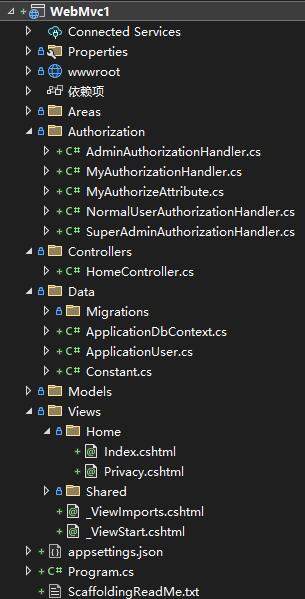 WebMvc1
Connected Services
Properties
wwwroot
依赖项
Areas
Authorization
AdminAuthorizationHandler.cs
MyAuthorizationHandler.cs
MyAuthorizeAttribute.cs
NormalUserAuthorizationHandler.cs
SuperAdminAuthorizationHandler.cs
Controllers
HomeController.cs
Data
Migrations
ApplicationDbContext.cs
ApplicationUser.cs
Constant.cs
Models
Views
Home
Index.cshtml
Privacy.cshtml
Shared
_ViewImports.cshtml
_ViewStart.cshtml
appsettings.json
Program.cs
ScaffoldingReadMe.txt